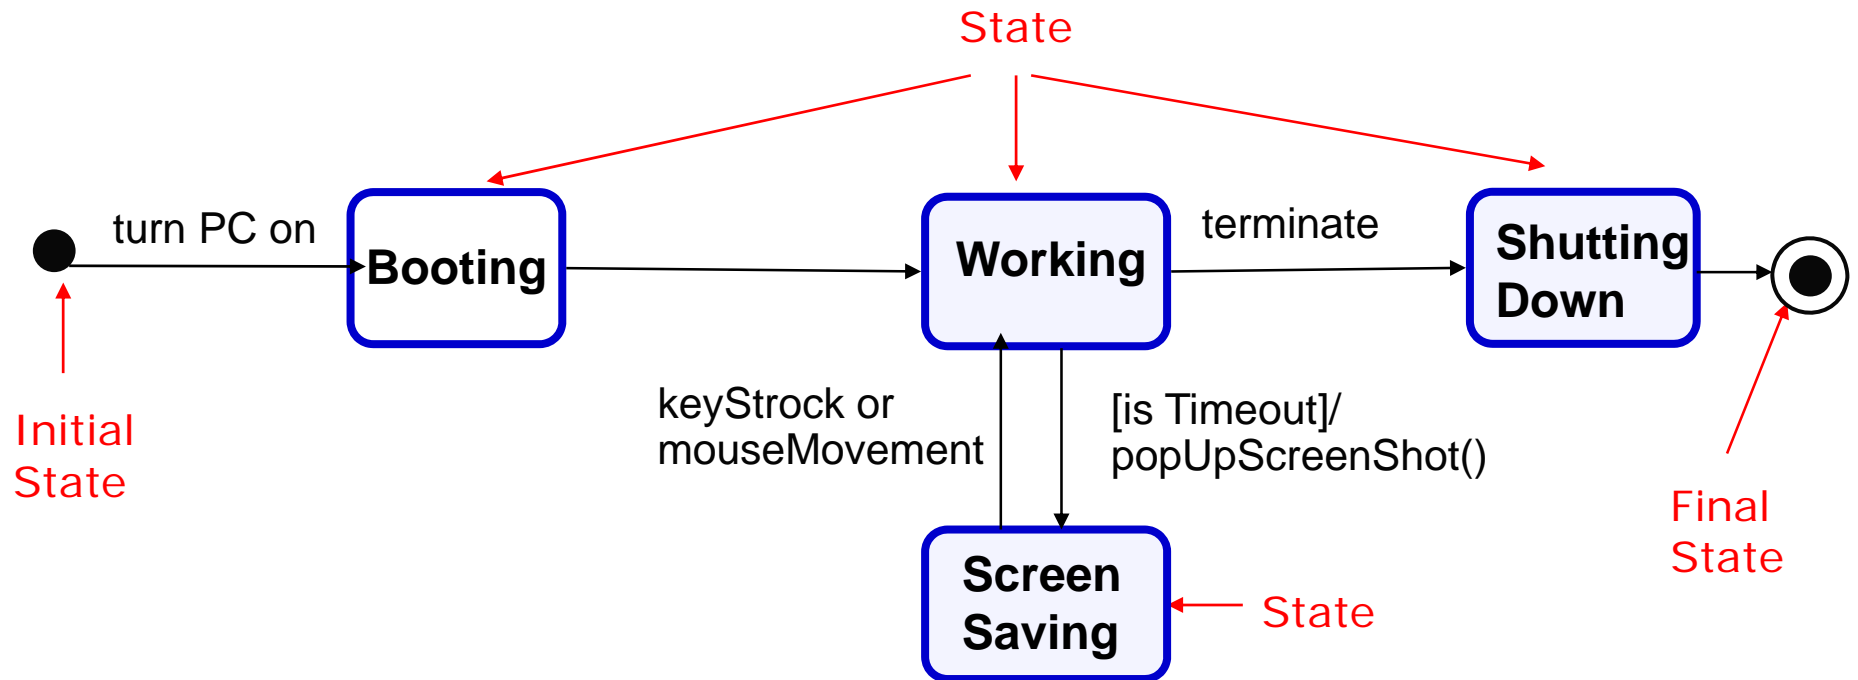 State
turn PC on
Booting
Working
terminate
Shutting
Down
Initial
State
keyStrock or
mouseMovement
[is Timeout]/
popUpScreenShot()
Final
State
Screen
Saving
State